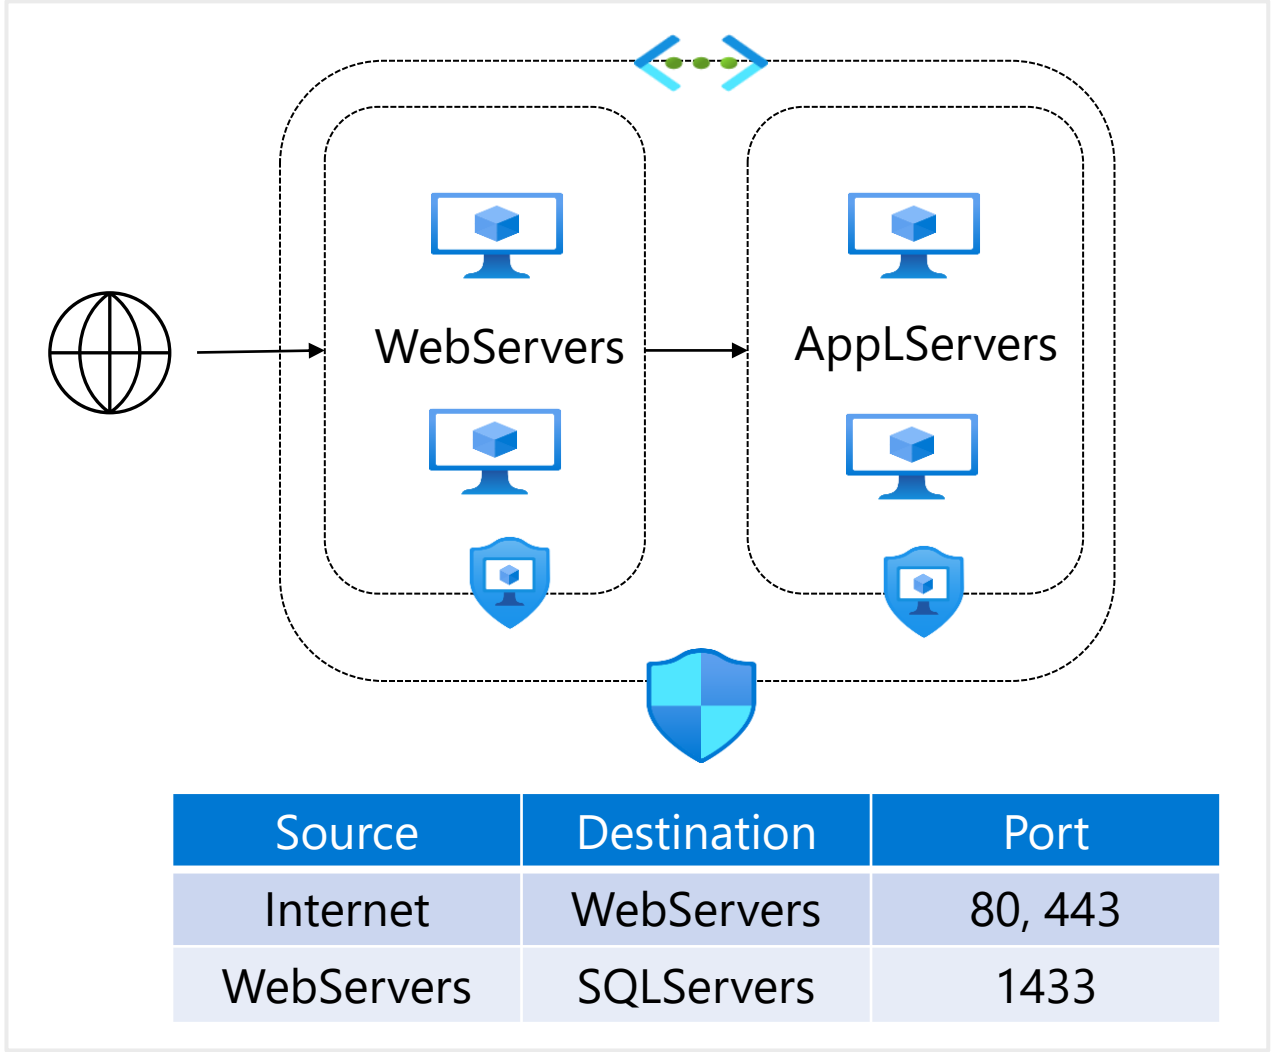 WebServers
AppLServers
Source Destination Port
Internet WebServers 80, 443
WebServers SQLServers 1433